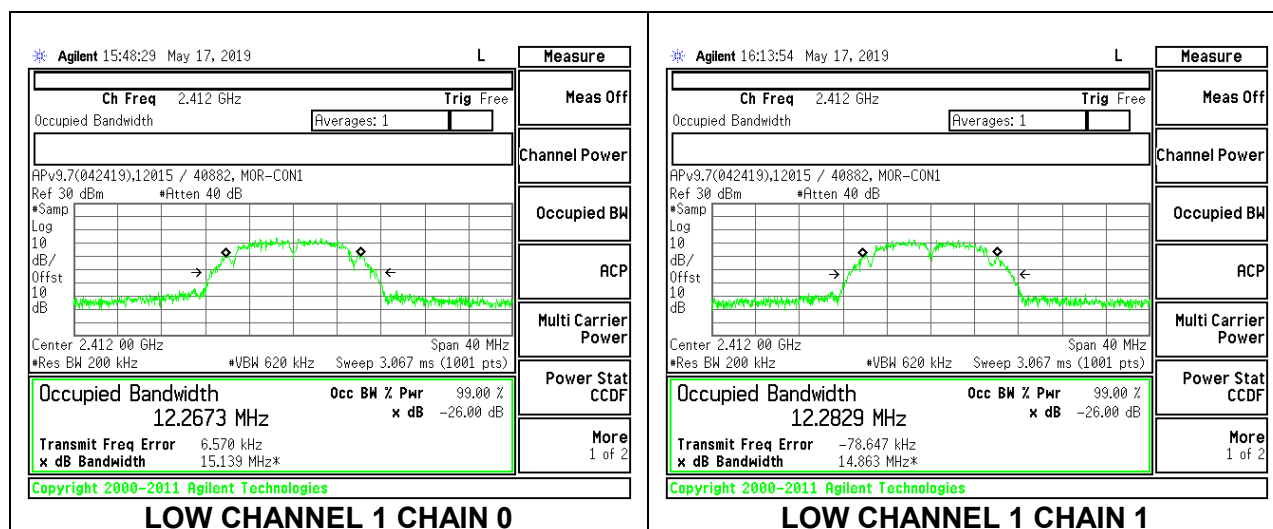 Agilent 15:48:29 May 17, 2019 L
Measure
Ch Freq 2.412 GHz Trig Free
Meas Off
Occupied Bandwidth Averages: 1
Channel Power
APv9.7(042419),12015 / 40882, MOR-CON1
Ref 30 dBm #Atten 40 dB
#Samp
Occupied BW
Log
10
dB/
ACP
Offst
10
dB
Multi Carrier
Power
Center 2.412 00 GHz Span 40 MHz
#Res BW 200 kHz #VBW 620 kHz Sweep 3.067 ms (1001 pts)
Power Stat
CCDF
Occupied Bandwidth Occ BW % Pwr 99.00 %
12.2673 MHz x dB -26.00 dB
More
1 of 2
Transmit Freq Error 6.570 kHz
x dB Bandwidth 15.139 MHz*
Copyright 2000-2011 Agilent Technologies
LOW CHANNEL 1 CHAIN 0
Agilent 16:13:54 May 17, 2019 L
Measure
Ch Freq 2.412 GHz Trig Free
Meas Off
Occupied Bandwidth Averages: 1
Channel Power
APv9.7(042419),12015 / 40882, MOR-CON1
Ref 30 dBm #Atten 40 dB
#Samp
Occupied BW
Log
10
dB/
ACP
Offst
10
dB
Multi Carrier
Power
Center 2.412 00 GHz Span 40 MHz
#Res BW 200 kHz #VBW 620 kHz Sweep 3.067 ms (1001 pts)
Power Stat
CCDF
Occupied Bandwidth Occ BW % Pwr 99.00 %
12.2829 MHz x dB -26.00 dB
More
1 of 2
Transmit Freq Error -78.647 kHz
x dB Bandwidth 14.863 MHz*
Copyright 2000-2011 Agilent Technologies
LOW CHANNEL 1 CHAIN 1